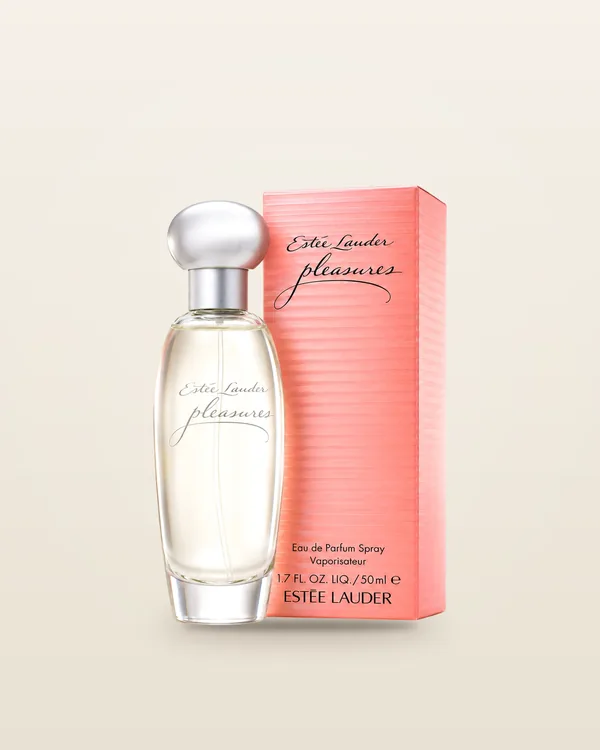 Estée Lauder
pleasures
Estée Lauder
pleasures
Eau de Parfum Spray
Vaporisateur
1.7 FL. OZ. LIQ./50ml ℮
ESTĒE LAUDER